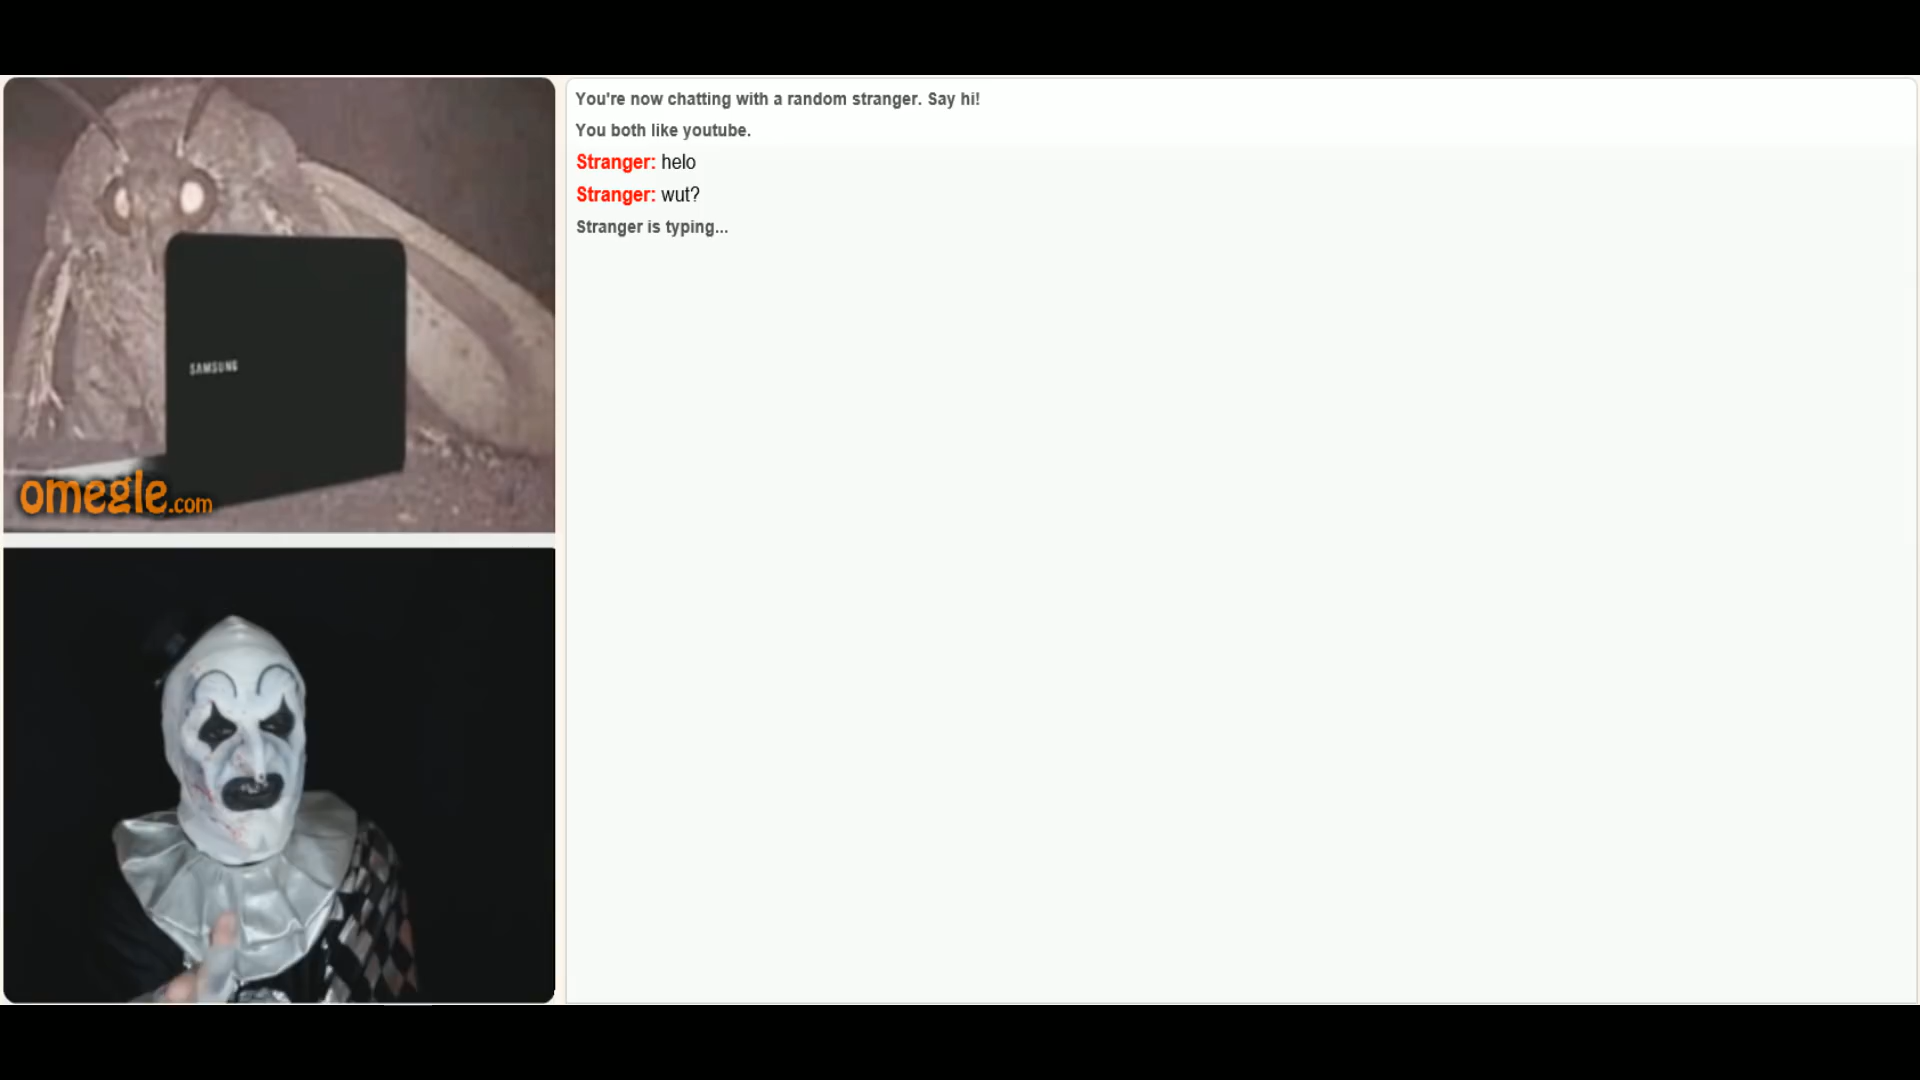 You're now chatting with a random stranger. Say hi!
You both like youtube.
Stranger: helo
Stranger: wut?
Stranger is typing...
SAMSUNG
omegle.com